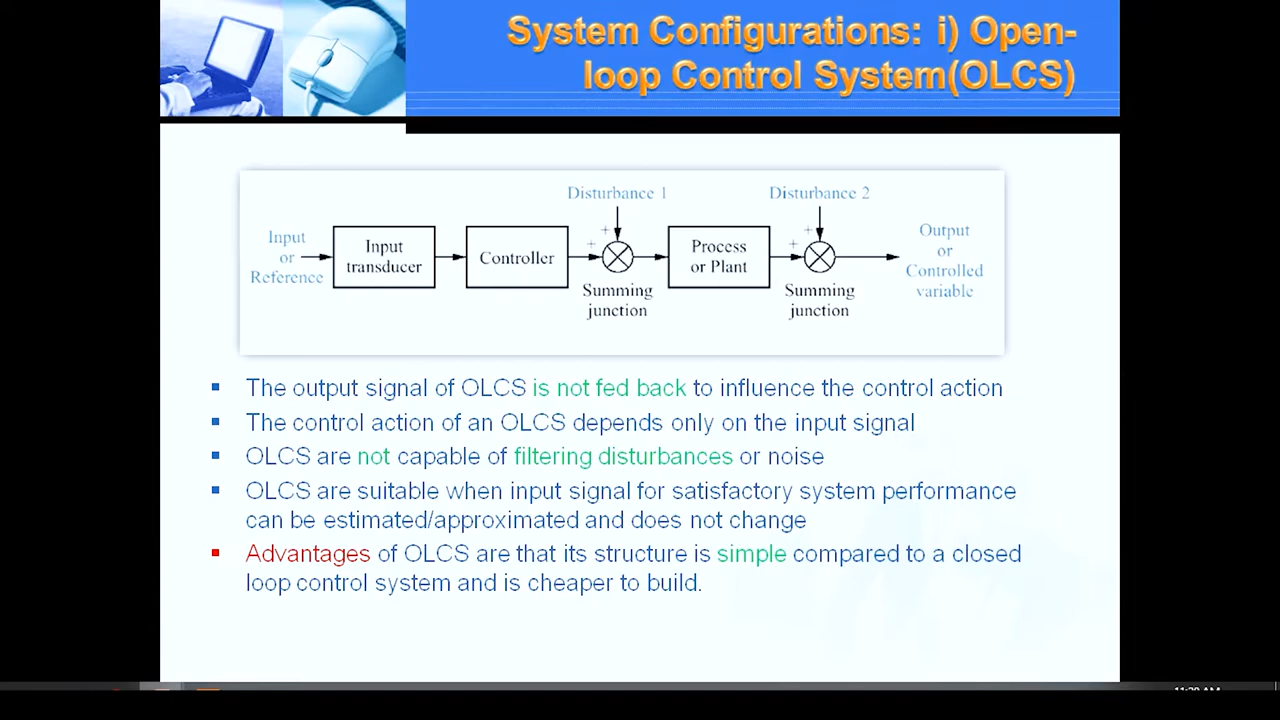 System Configurations: i) Open-
loop Control System(OLCS)
Disturbance 1
Disturbance 2
+
+
+
+
Input
or
Reference
Input
transducer
Controller
Process
or Plant
Output
or
Controlled
variable
Summing
junction
Summing
junction
▪ The output signal of OLCS is not fed back to influence the control action
▪ The control action of an OLCS depends only on the input signal
▪ OLCS are not capable of filtering disturbances or noise
▪ OLCS are suitable when input signal for satisfactory system performance
can be estimated/approximated and does not change
▪ Advantages of OLCS are that its structure is simple compared to a closed
loop control system and is cheaper to build.